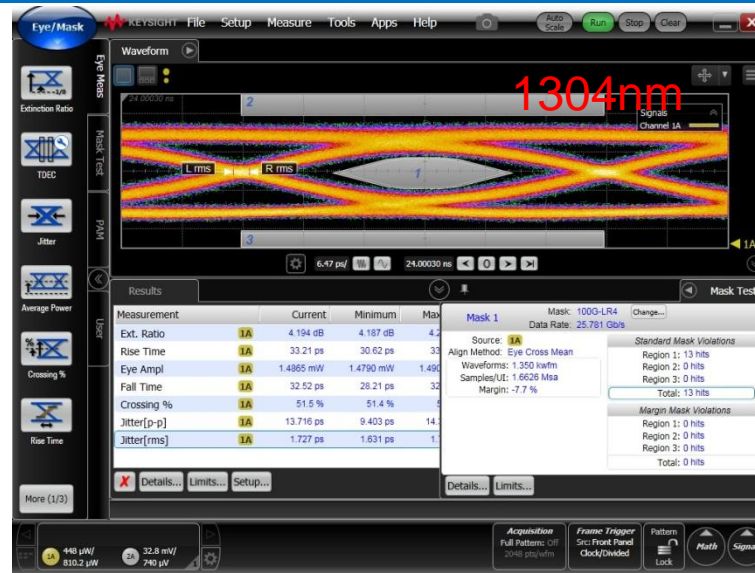 Eye/Mask
KEYSIGHT File Setup Measure Tools Apps Help
Auto Scale
Run Stop Clear
Waveform
Eye Meas
Mask Test
PAM
User
Extinction Ratio
TDEC
Jitter
Average Power
Crossing %
Rise Time
More (1/3)
24.00030 ns
1304nm
Signals
Channel 1A
2
L rms
R rms
1
3
1A
6.47 ps/
24.00030 ns
0
Results
Mask Test
Measurement Current Minimum Max
Ext. Ratio 1A 4.194 dB 4.187 dB 4.2
Rise Time 1A 33.21 ps 30.62 ps 33
Eye Ampl. 1A 1.4865 mW 1.4790 mW 1.490
Fall Time 1A 32.52 ps 28.21 ps 32
Crossing % 1A 51.5 % 51.4 %
Jitter[p-p] 1A 13.716 ps 9.403 ps 14.
Jitter[rms] 1A 1.727 ps 1.631 ps 1.
Details... Limits... Setup...
Mask 1
Mask: 100G-LR4 Change...
Data Rate: 25.781 Gb/s
Source: 1A
Align Method: Eye Cross Mean
Waveforms: 1.350 kwfm
Samples/UI: 1.6626 Msa
Margin: -7.7 %
Standard Mask Violations
Region 1: 13 hits
Region 2: 0 hits
Region 3: 0 hits
Total: 13 hits
Margin Mask Violations
Region 1: 0 hits
Region 2: 0 hits
Region 3: 0 hits
Total: 0 hits
Details... Limits...
1A 448 µW/
810.2 µW
2A 32.8 mV/
740 µV
Acquisition
Full Pattern: Off
2048 pts/wfm
Frame Trigger
Src: Front Panel
Clock/Divided
Pattern
Lock
Math
Signa